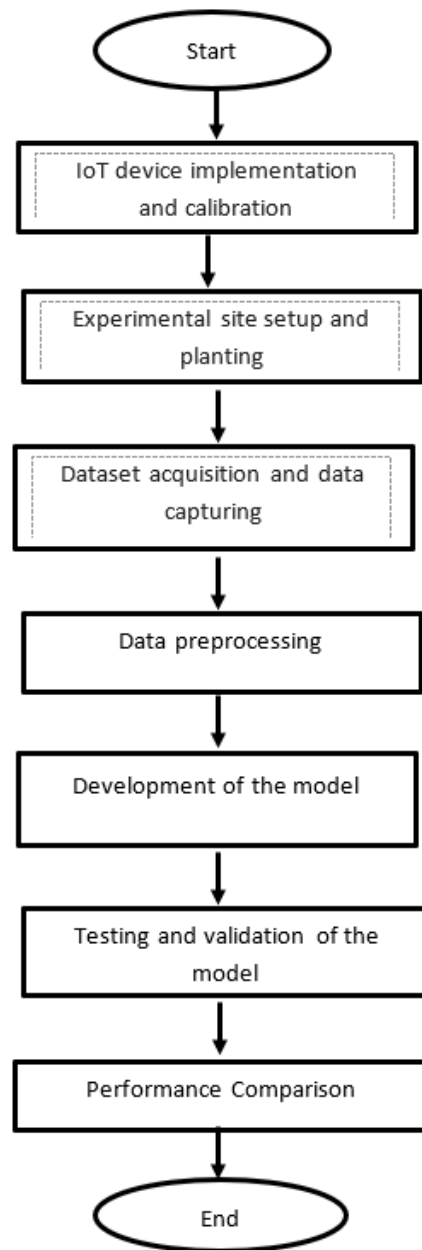 Start
IoT device implementation
and calibration
Experimental site setup and
planting
Dataset acquisition and data
capturing
Data preprocessing
Development of the model
Testing and validation of the
model
Performance Comparison
End